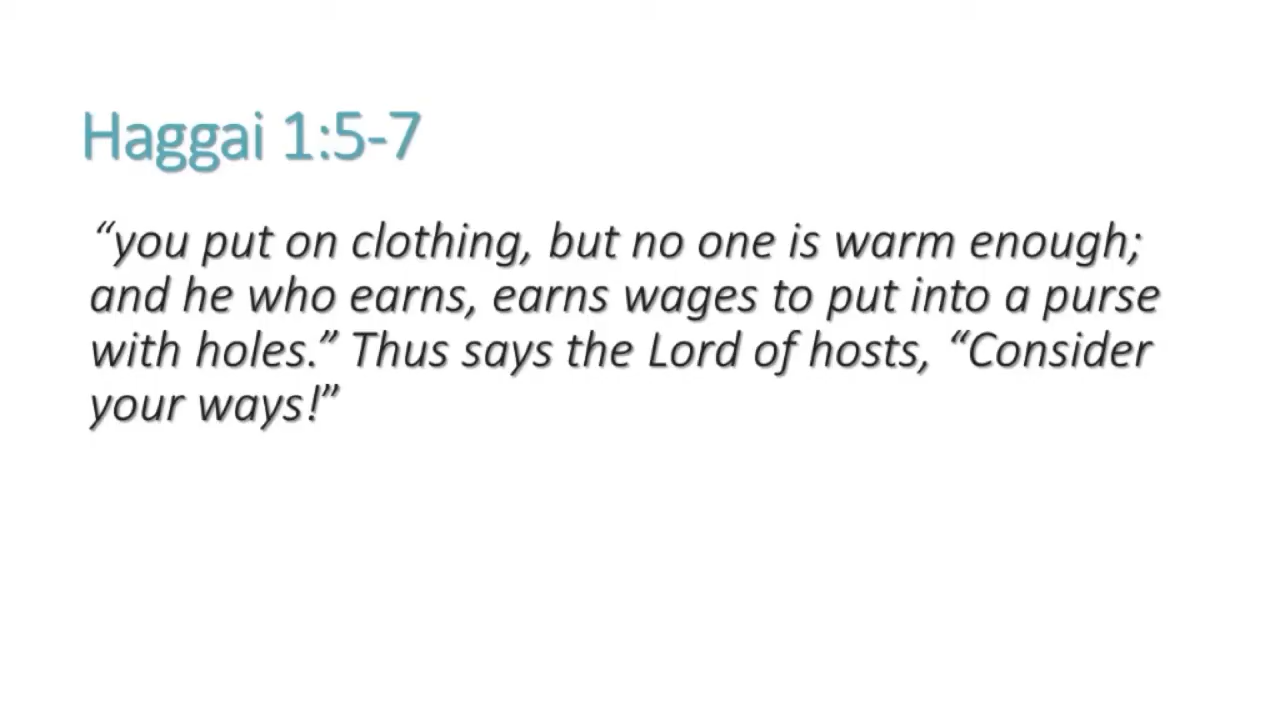 Haggai 1:5-7
“you put on clothing, but no one is warm enough;
and he who earns, earns wages to put into a purse
with holes.” Thus says the Lord of hosts, “Consider
your ways!”